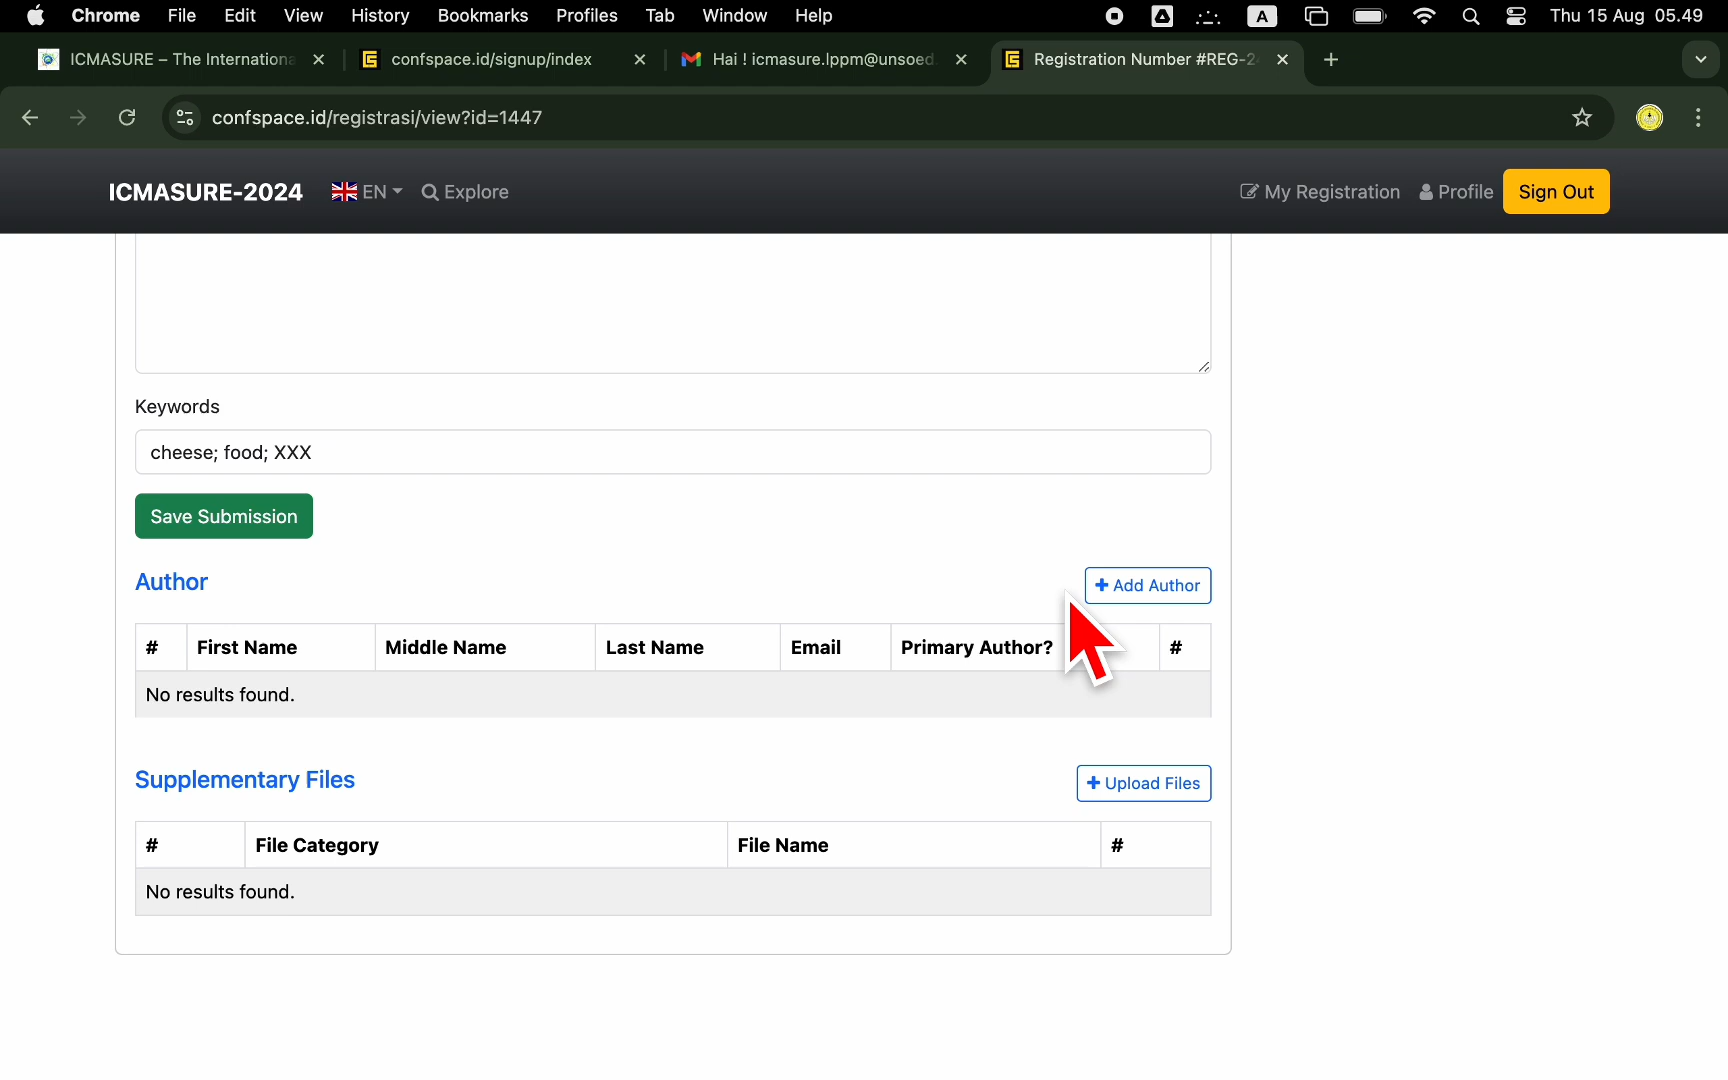 Chrome File Edit View History Bookmarks Profiles Tab Window Help A Thu 15 Aug 05.49
ICMASURE – The Internationa confspace.id/signup/index Hai ! icmasure.lppm@unsoed. Registration Number #REG-2
confspace.id/registrasi/view?id=1447
ICMASURE-2024 EN Explore My Registration Profile Sign Out
Keywords
cheese; food; XXX
Save Submission
Author + Add Author
# First Name Middle Name Last Name Email Primary Author? #
No results found.
Supplementary Files + Upload Files
# File Category File Name #
No results found.